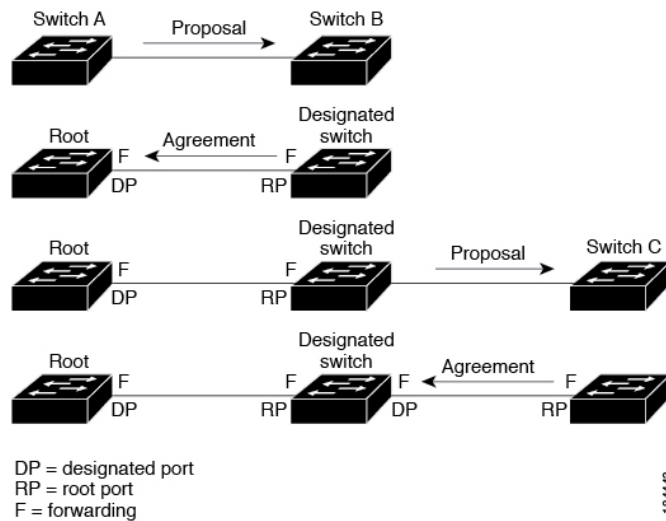 Switch A
Proposal
Switch B
Root
F
Agreement
F
Designated
switch
DP
RP
Root
F
Designated
switch
F
Proposal
Switch C
DP
RP
Root
F
Designated
switch
F
F
Agreement
F
DP
RP
DP
RP
DP = designated port
RP = root port
F = forwarding